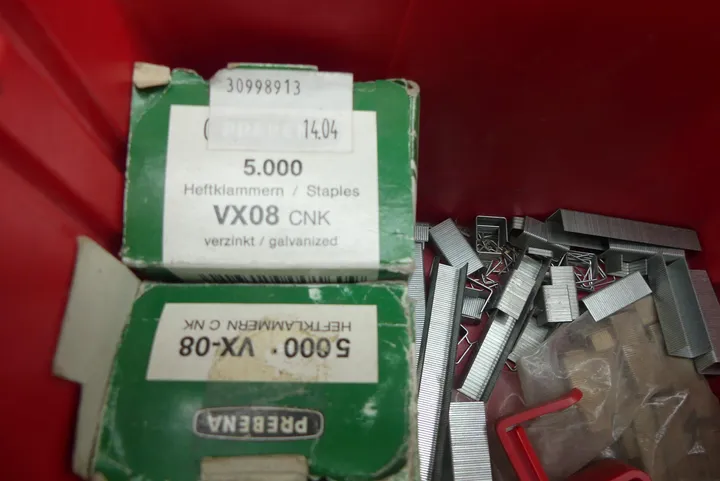 30998913
14.04
5.000
Heftklammern / Staples
VX08 CNK
verzinkt / galvanized
5.000 · VX-08
HEFTKLAMMERN C NK
PREBENA